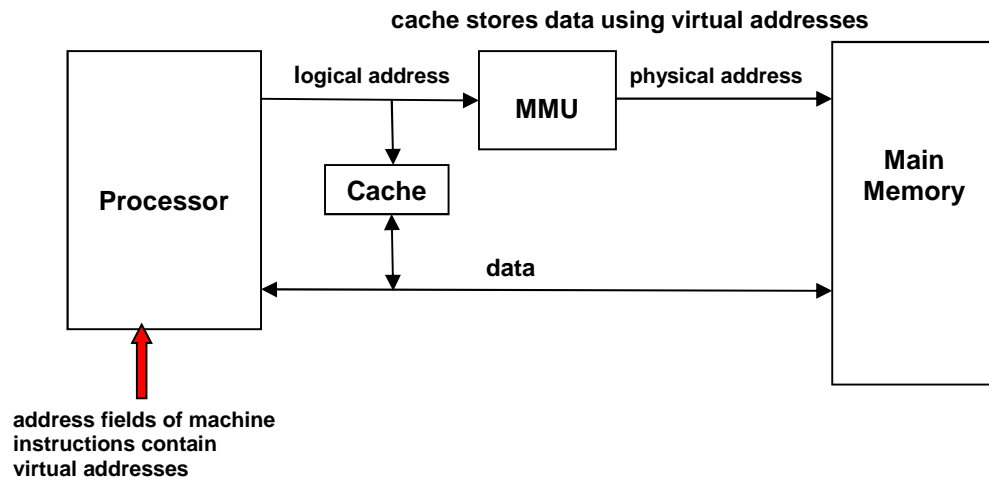 cache stores data using virtual addresses
logical address
physical address
MMU
Main
Memory
Cache
Processor
data
address fields of machine
instructions contain
virtual addresses